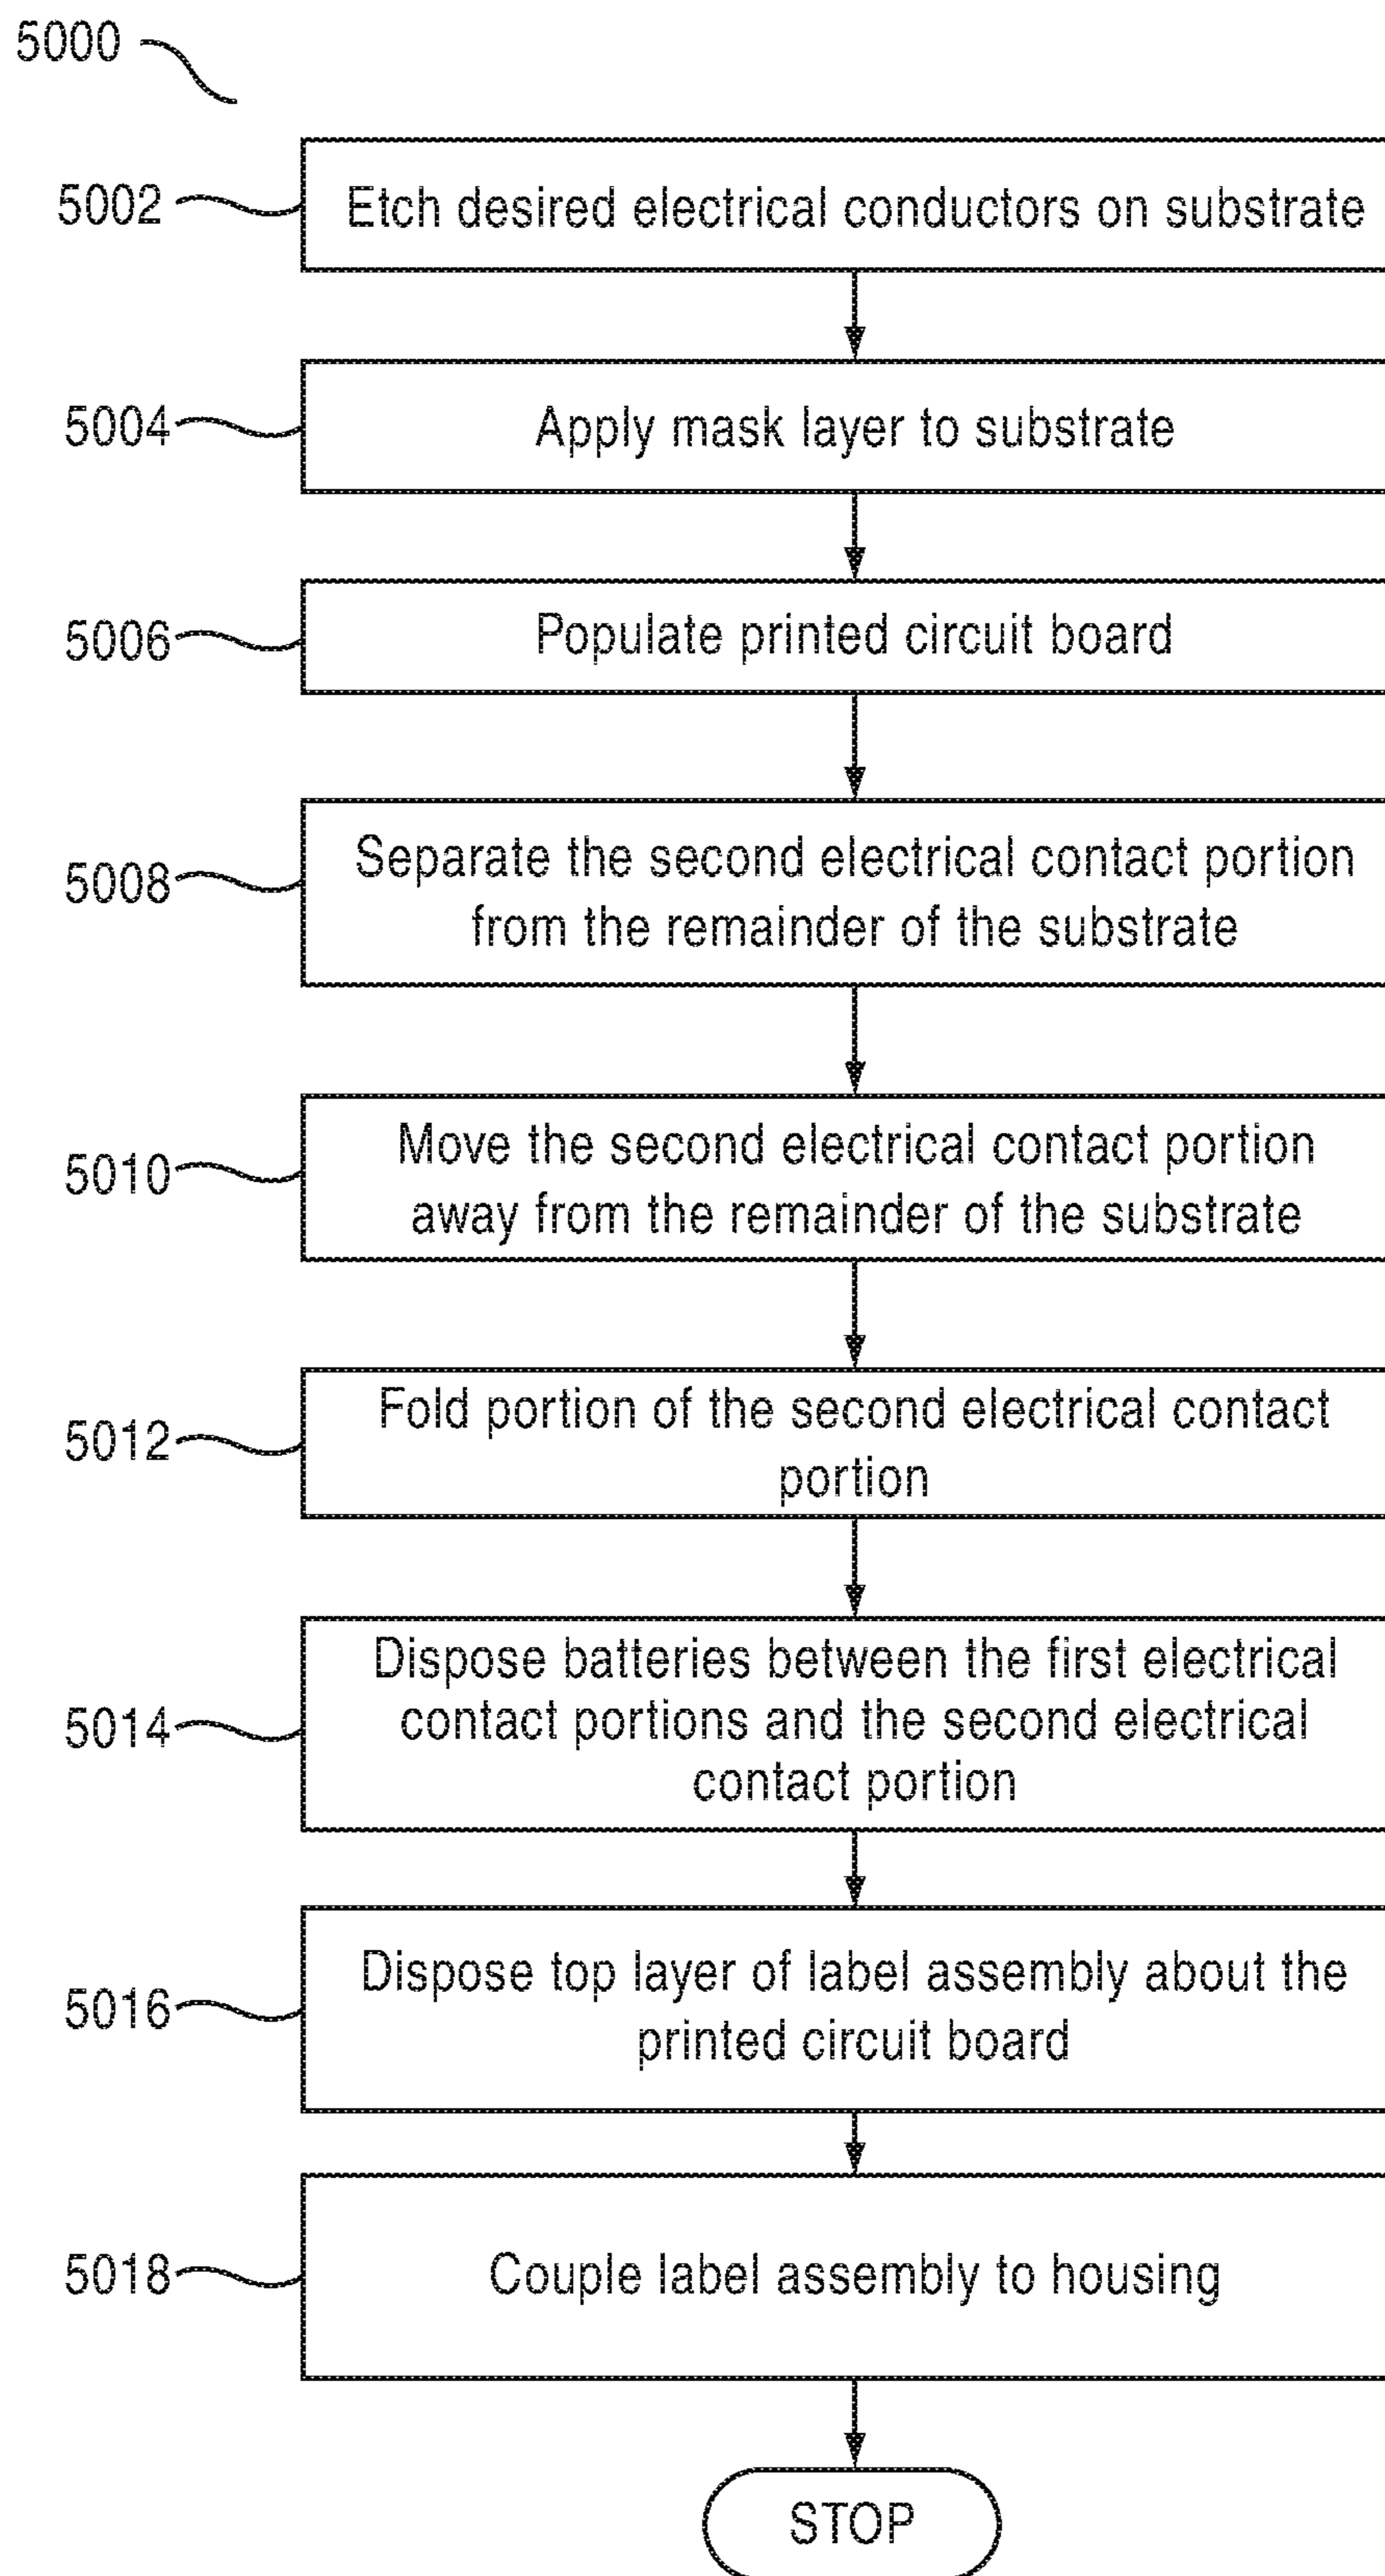 5000
5002
Etch desired electrical conductors on substrate
5004
Apply mask layer to substrate
5006
Populate printed circuit board
5008
Separate the second electrical contact portion
from the remainder of the substrate
5010
Move the second electrical contact portion
away from the remainder of the substrate
5012
Fold portion of the second electrical contact
portion
5014
Dispose batteries between the first electrical
contact portions and the second electrical
contact portion
5016
Dispose top layer of label assembly about the
printed circuit board
5018
Couple label assembly to housing
STOP